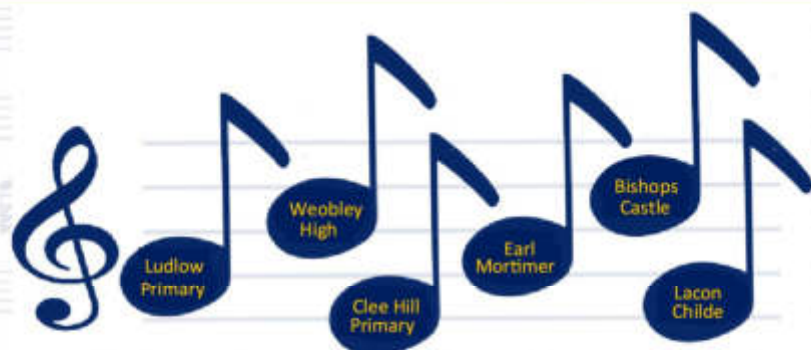 Ludlow
Primary
Weobley
High
Clee Hill
Primary
Earl
Mortimer
Bishops
Castle
Lacon
Childe